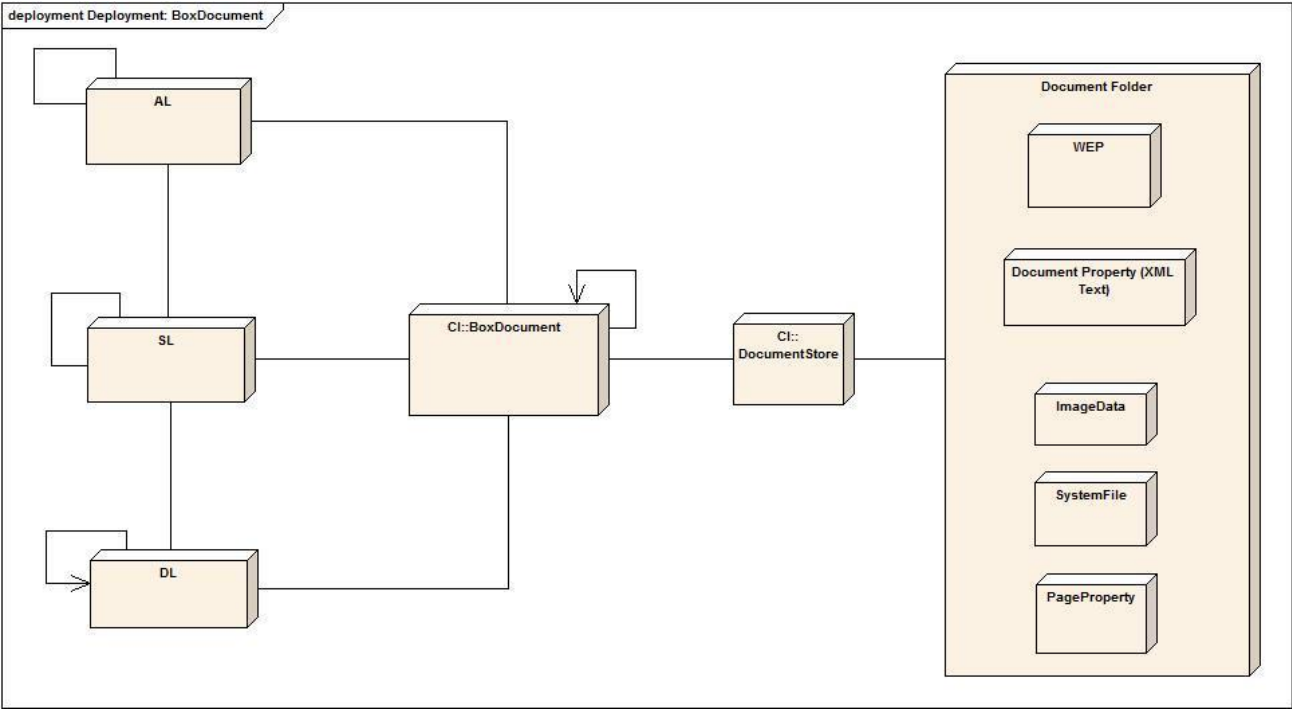 deployment Deployment: BoxDocument
AL
SL
DL
CI::BoxDocument
CI::
DocumentStore
Document Folder
WEP
Document Property (XML
Text)
ImageData
SystemFile
PageProperty